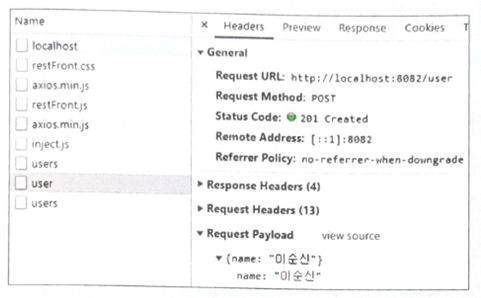 Name
localhost
restFront.css
axios.min.js
restFront.js
axios.min.js
inject.js
users
user
users
× Headers Preview Response Cookies T
▼ General
Request URL: http://localhost:8082/user
Request Method: POST
Status Code: 201 Created
Remote Address: [::1]:8082
Referrer Policy: no-referrer-when-downgrade
▶ Response Headers (4)
▶ Request Headers (13)
▼ Request Payload view source
▼ {name: "이순신"}
name: "이순신"